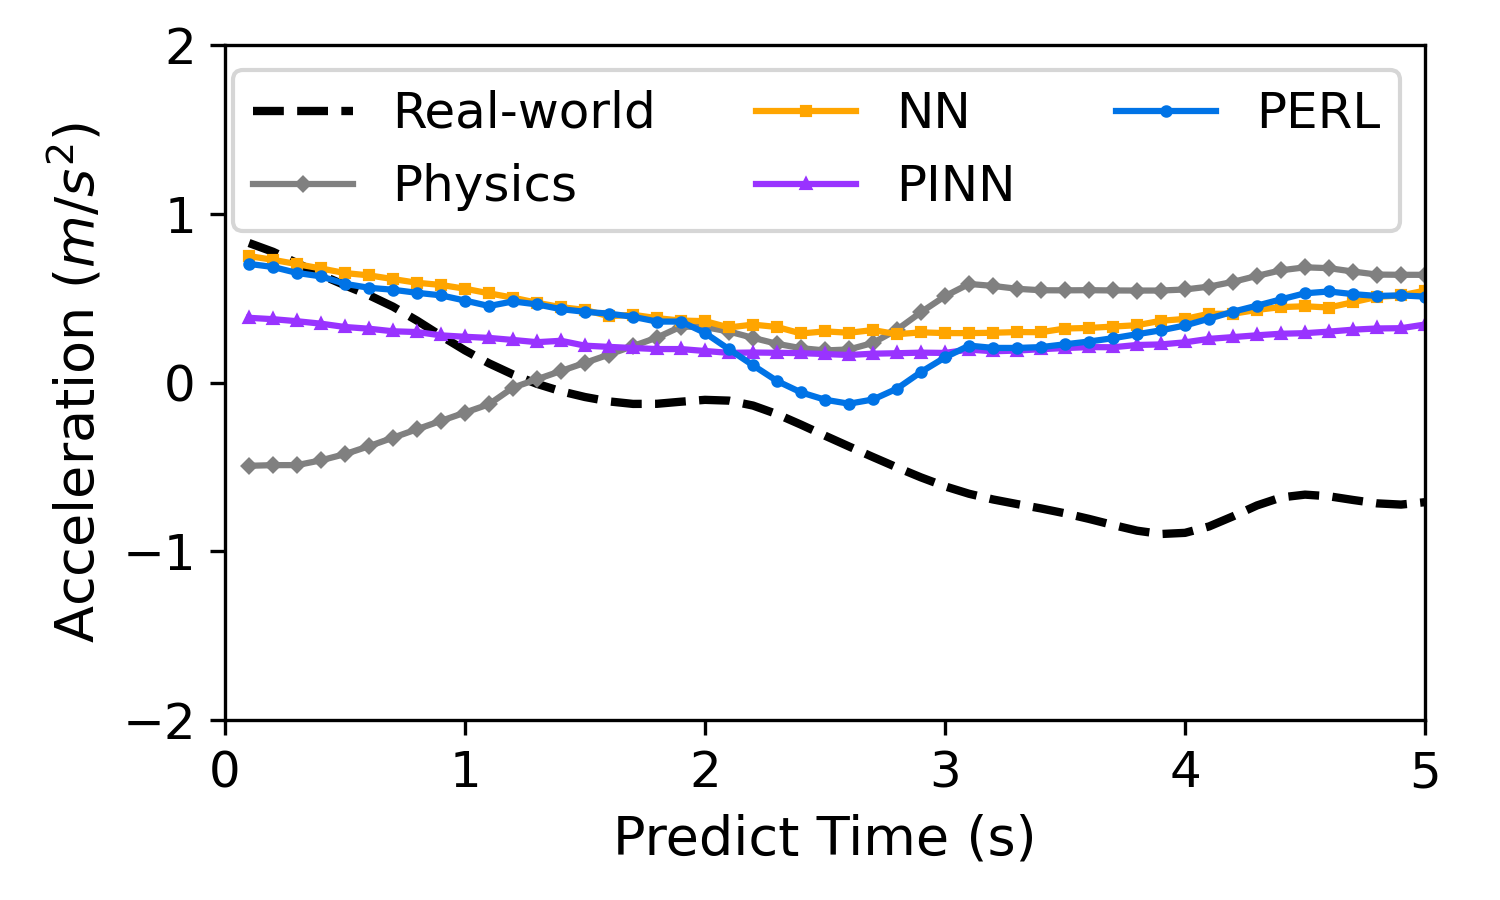 2
1
0
−1
−2
Acceleration (m/s²)
Real-world
Physics
NN
PINN
PERL
0 1 2 3 4 5
Predict Time (s)